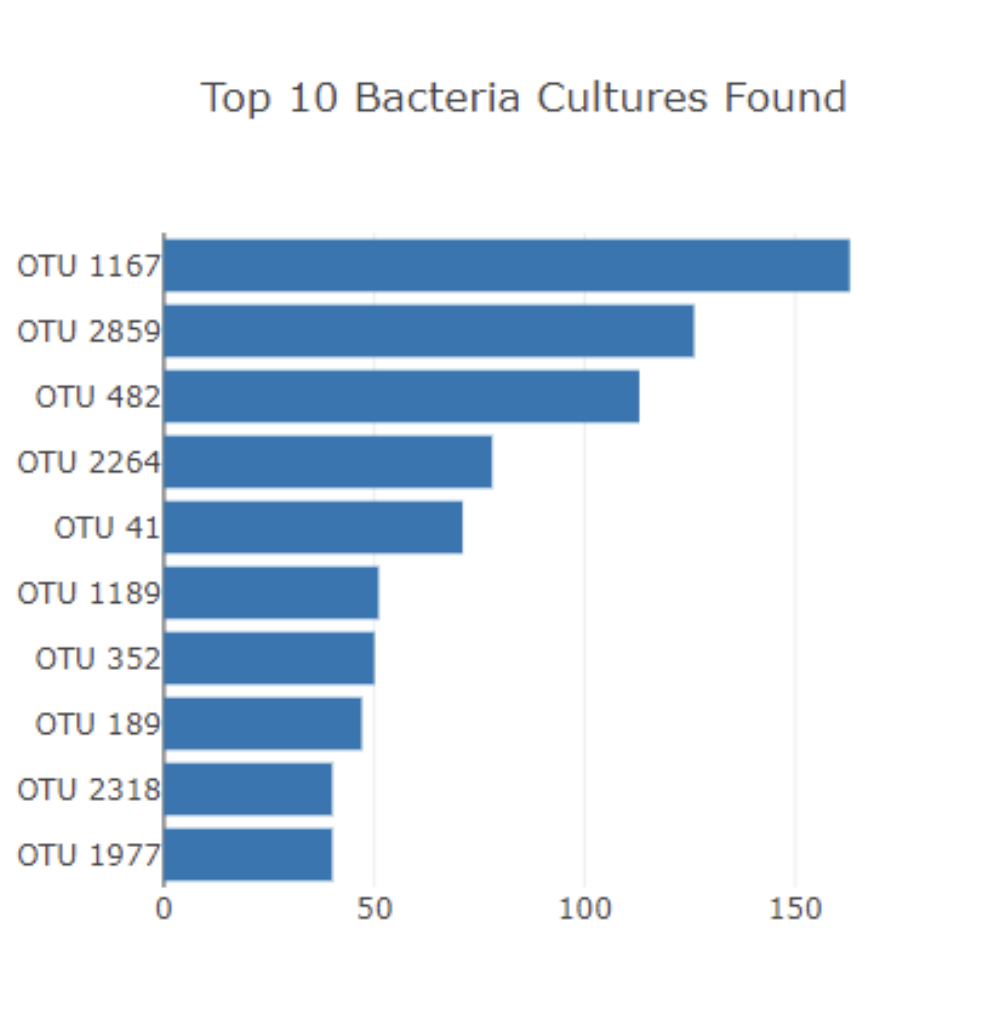 Top 10 Bacteria Cultures Found
OTU 1167
OTU 2859
OTU 482
OTU 2264
OTU 41
OTU 1189
OTU 352
OTU 189
OTU 2318
OTU 1977
0 50 100 150